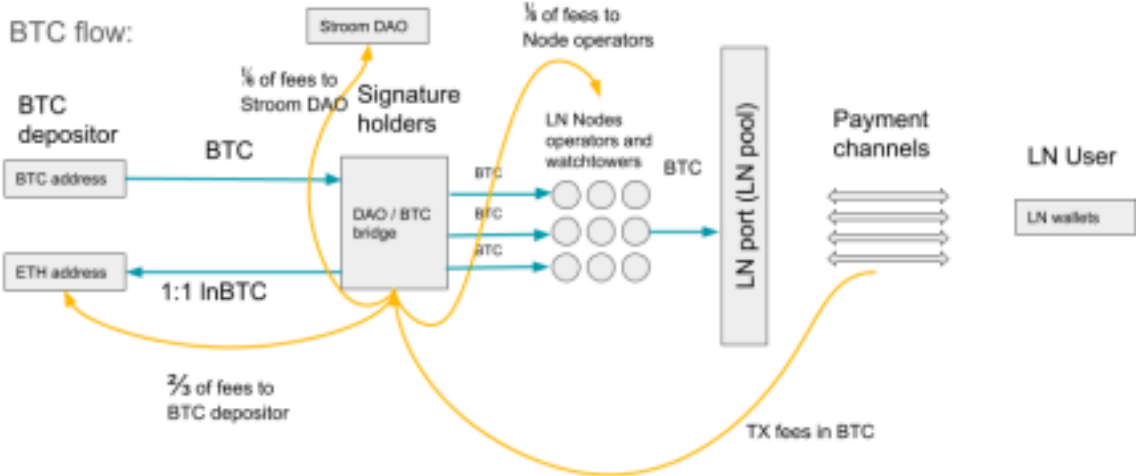 BTC flow:
Stroom DAO
⅙ of fees to
Node operators
⅙ of fees to
Stroom DAO
Signature
holders
BTC
depositor
LN Nodes
operators and
watchtowers
Payment
channels
LN User
BTC
BTC
BTC address
BTC
LN wallets
DAO / BTC
bridge
BTC
LN port (LN pool)
BTC
ETH address
1:1 lnBTC
⅔ of fees to
BTC depositor
TX fees in BTC